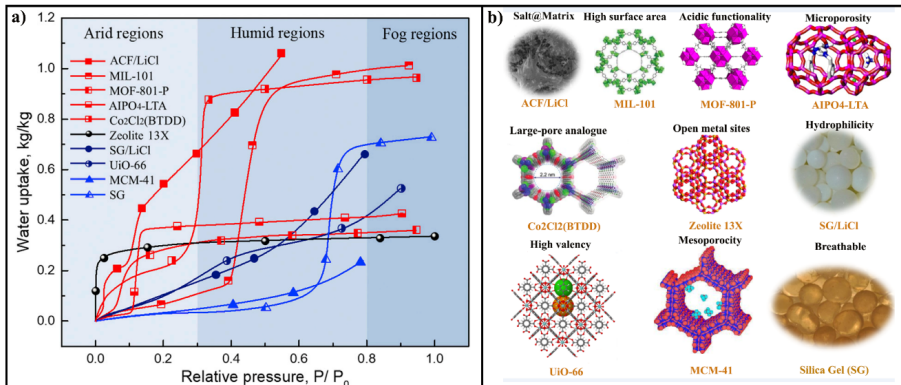 a)
Arid regions
Humid regions
Fog regions
ACF/LiCl
MIL-101
MOF-801-P
AlPO4-LTA
Co2Cl2(BTDD)
Zeolite 13X
SG/LiCl
UiO-66
MCM-41
SG
Water uptake, kg/kg
1.2
1.0
0.8
0.6
0.4
0.2
0.0
0.0
0.2
0.4
0.6
0.8
1.0
Relative pressure, P/ P0
b)
Salt@Matrix
High surface area
Acidic functionality
Microporosity
ACF/LiCl
MIL-101
MOF-801-P
AIPO4-LTA
Large-pore analogue
Open metal sites
Hydrophilicity
2.2 nm
Co2Cl2(BTDD)
Zeolite 13X
SG/LiCl
High valency
Mesoporocity
Breathable
UiO-66
MCM-41
Silica Gel (SG)